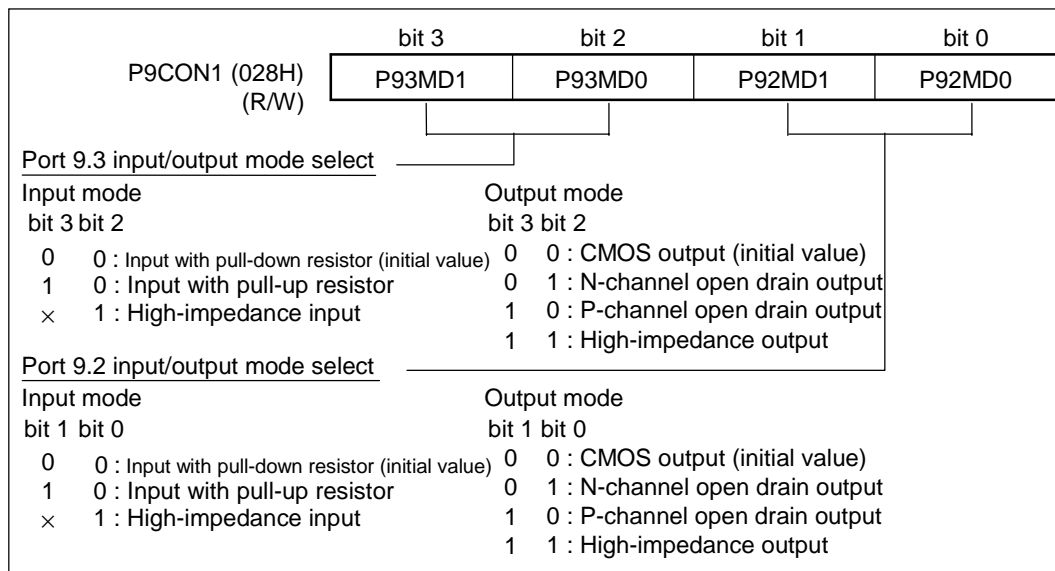 bit 3 bit 2 bit 1 bit 0
P9CON1 (028H) P93MD1 P93MD0 P92MD1 P92MD0
(R/W)
Port 9.3 input/output mode select
Input mode Output mode
bit 3 bit 2 bit 3 bit 2
0 0 : Input with pull-down resistor (initial value) 0 0 : CMOS output (initial value)
1 0 : Input with pull-up resistor 0 1 : N-channel open drain output
× 1 : High-impedance input 1 0 : P-channel open drain output
1 1 : High-impedance output
Port 9.2 input/output mode select
Input mode Output mode
bit 1 bit 0 bit 1 bit 0
0 0 : Input with pull-down resistor (initial value) 0 0 : CMOS output (initial value)
1 0 : Input with pull-up resistor 0 1 : N-channel open drain output
× 1 : High-impedance input 1 0 : P-channel open drain output
1 1 : High-impedance output